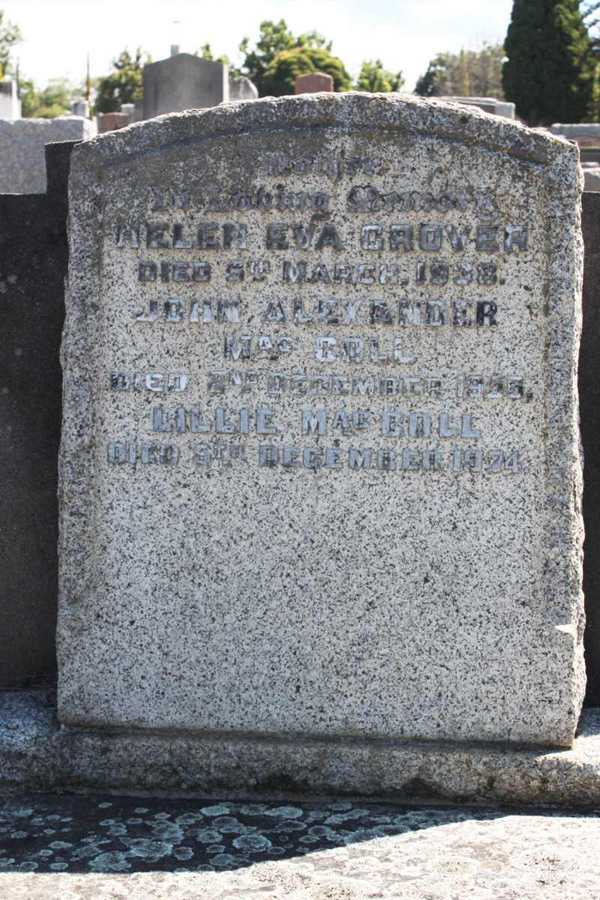 In Loving Memory
HELEN EVA GROVER
DIED 5TH MARCH, 1938.
JOHN ALEXANDER
MAC COLL
DIED 2ND DECEMBER 1926,
LILLIE MAC COLL
DIED 9TH DECEMBER 1974.